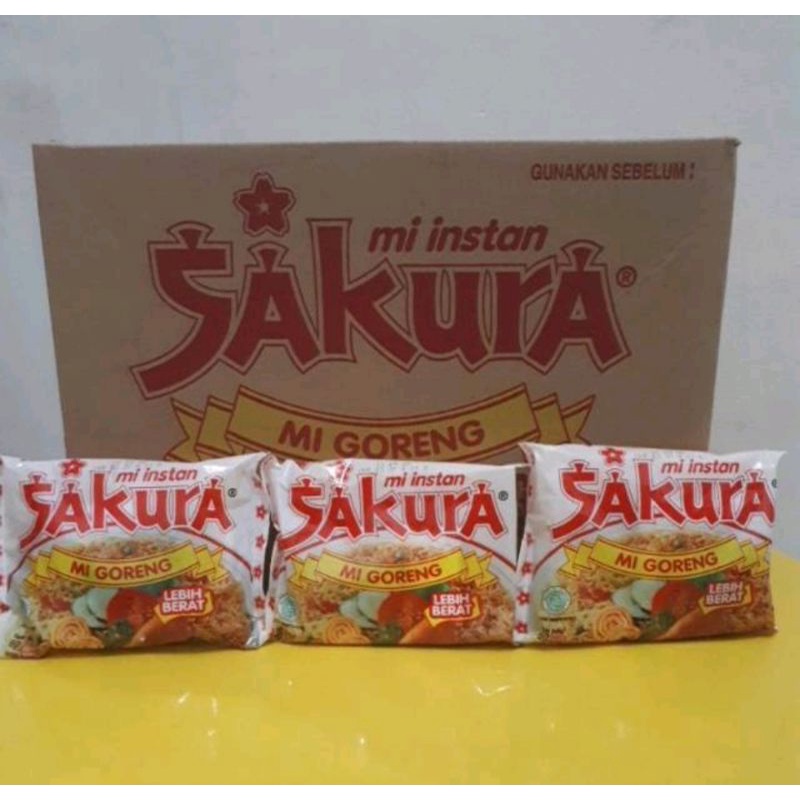 GUNAKAN SEBELUM :
mi instan
SAkurA®
MI GORENG
mi instan
SAkurA®
MI GORENG
LEBIH
BERAT
mi instan
SAkurA®
MI GORENG
LEBIH
BERAT
mi instan
SAkurA®
MI GORENG
LEBIH
BERAT